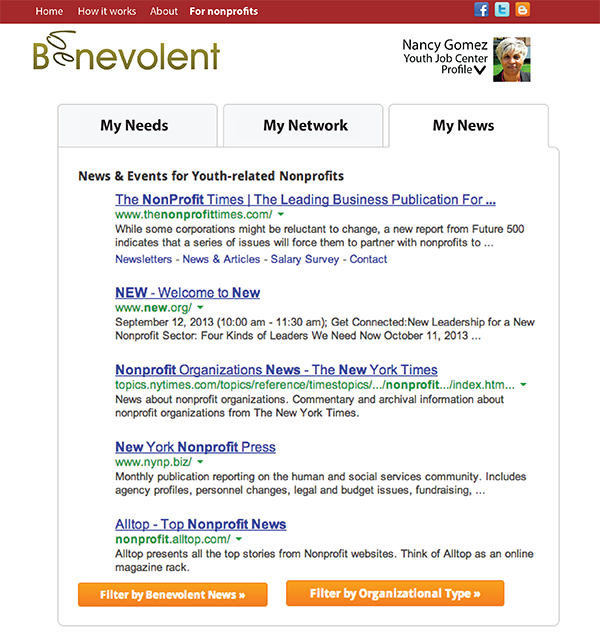 Home How it works About For nonprofits
Benevolent
Nancy Gomez
Youth Job Center
Profile
My Needs My Network My News
News & Events for Youth-related Nonprofits
The NonProfit Times | The Leading Business Publication For ...
www.thenonprofittimes.com/
While some corporations might be reluctant to change, a new report from Future 500
indicates that a series of issues will force them to partner with nonprofits to ...
Newsletters - News & Articles - Salary Survey - Contact
NEW - Welcome to New
www.new.org/
September 12, 2013 (10:00 am - 11:30 am); Get Connected:New Leadership for a New
Nonprofit Sector: Four Kinds of Leaders We Need Now October 11, 2013 ...
Nonprofit Organizations News - The New York Times
topics.nytimes.com/topics/reference/timestopics/.../nonprofit.../index.htm...
News about nonprofit organizations. Commentary and archival information about
nonprofit organizations from The New York Times.
New York Nonprofit Press
www.nynp.biz/
Monthly publication reporting on the human and social services community. Includes
agency profiles, personnel changes, legal and budget issues, fundraising, ...
Alltop - Top Nonprofit News
nonprofit.alltop.com/
Alltop presents all the top stories from Nonprofit websites. Think of Alltop as an online
magazine rack.
Filter by Benevolent News » Filter by Organizational Type »